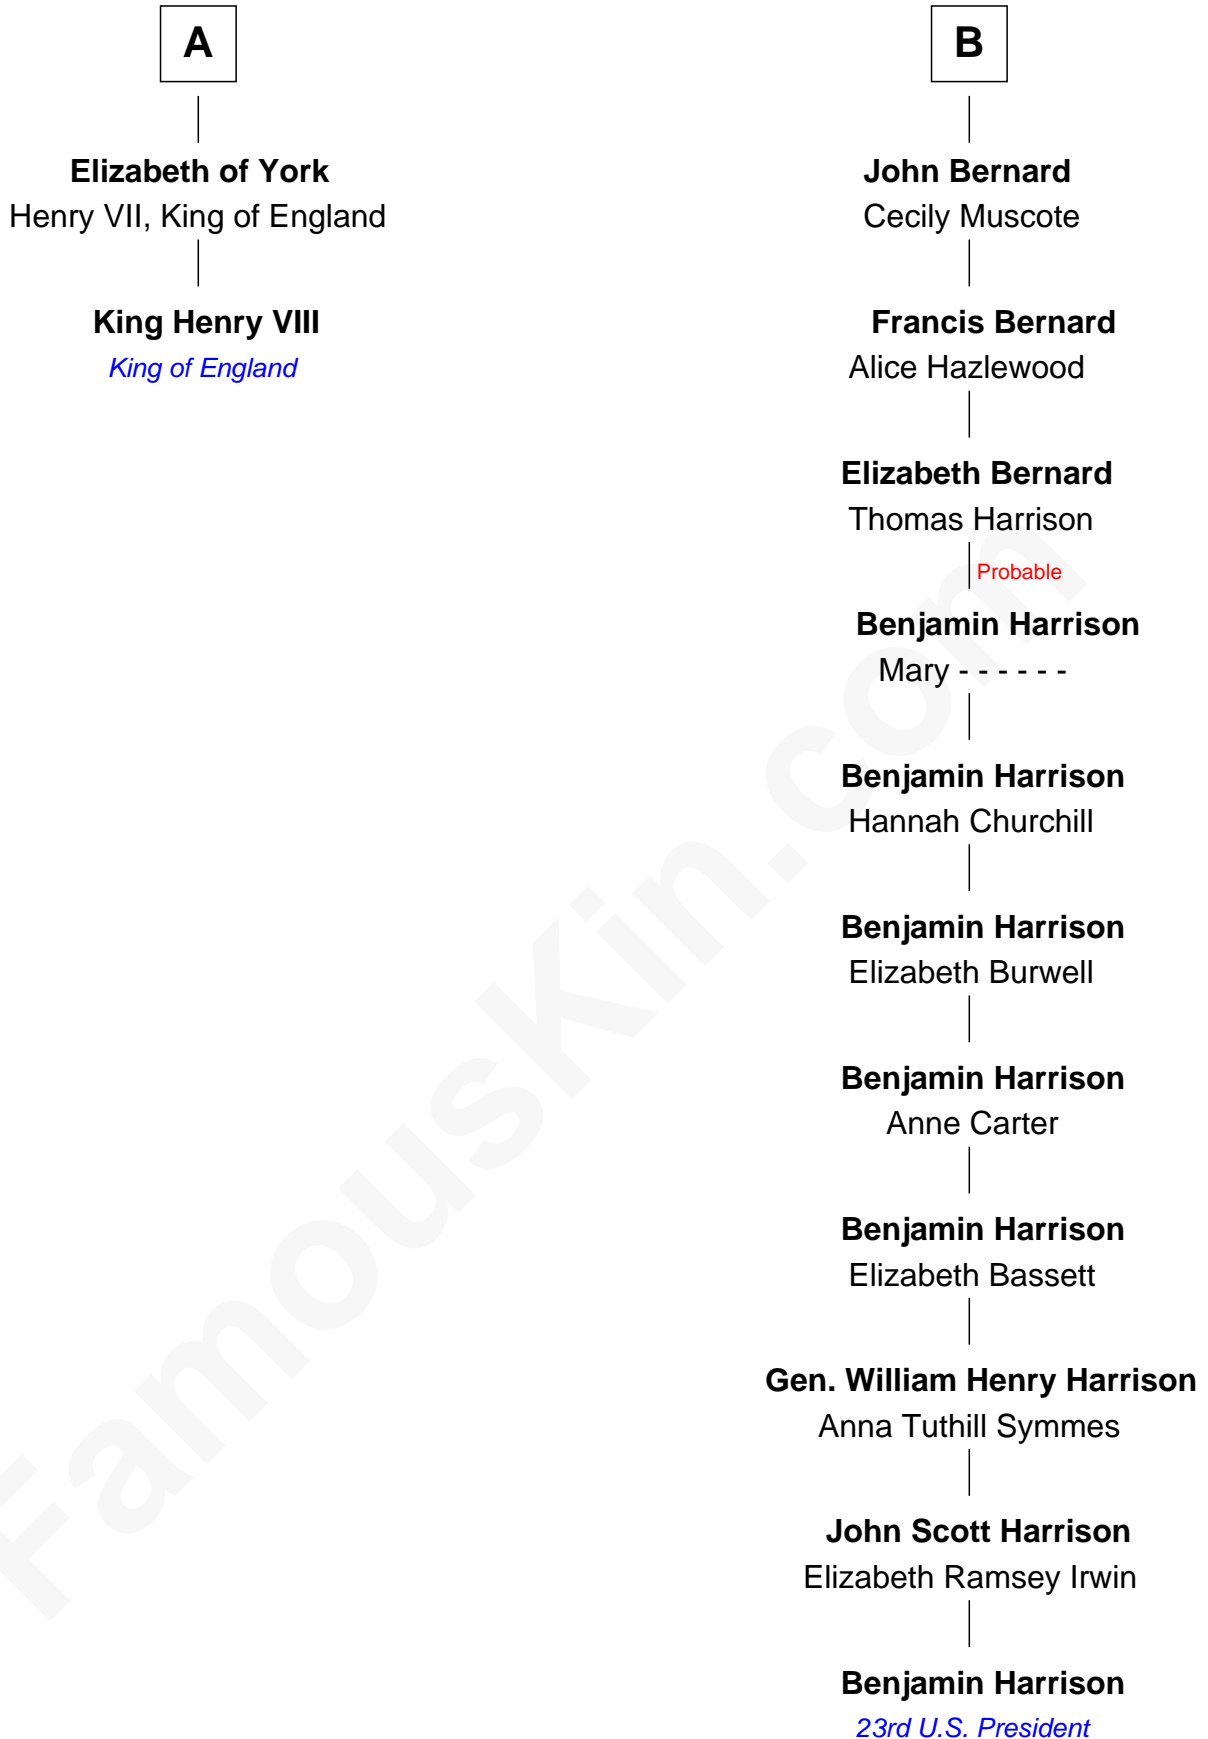 A
Elizabeth of York
Henry VII, King of England
King Henry VIII
King of England
B
John Bernard
Cecily Muscote
Francis Bernard
Alice Hazlewood
Elizabeth Bernard
Thomas Harrison
Probable
Benjamin Harrison
Mary - - - - - -
Benjamin Harrison
Hannah Churchill
Benjamin Harrison
Elizabeth Burwell
Benjamin Harrison
Anne Carter
Benjamin Harrison
Elizabeth Bassett
Gen. William Henry Harrison
Anna Tuthill Symmes
John Scott Harrison
Elizabeth Ramsey Irwin
Benjamin Harrison
23rd U.S. President
FamousKin.com